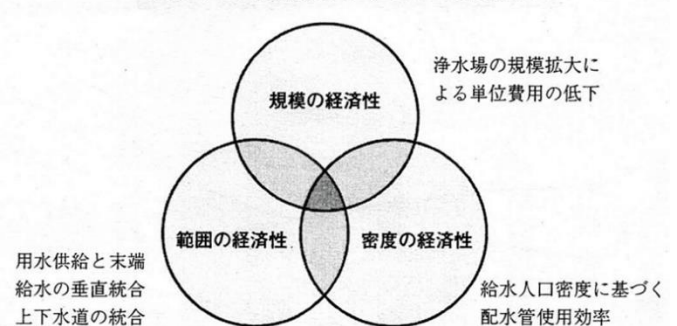 規模の経済性
浄水場の規模拡大に
よる単位費用の低下
範囲の経済性
密度の経済性
用水供給と末端
給水の垂直統合
上下水道の統合
給水人口密度に基づく
配水管使用効率